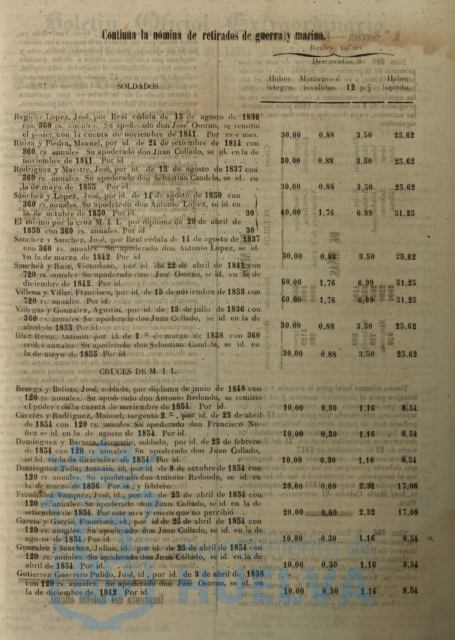 Continúa la nómina de retirados de guerra y marina.
Reales vellon
Descuentos de
Haber integro. Montepio é invalidos 12 p Haber liquido.
SOLDADOS
Regife Lopez, José, por Real cédula de 15 de agosto de 1836
con 360 rs. anuales. Su apoderado don José Osorno, se remitió
el poder con la cuenta de noviembre de 1841. Por este mes. 30,00 0,88 3,50 25,62
Ruiza y Piedra, Manuel, por id. de 24 de setiembre de 1814 con
360 rs. anuales. Su apoderado don Juan Collado, se id. en la de
noviembre de 1841. Por id 30,00 0,88 3,50 25,62
Rodriguez y Maestre, José, por id. de 15 de agosto de 1837 con
360 rs. anuales. Su apoderado don Sebastian Candela, se id. en
la de mayo de 1855 Por id. 30,00 0,88 3,50 25,62
Sanchez y Lopez, José, por id. de 14 de agosto de 1850 con
360 rs. anuales. Su apoderado don Antonio Lopez, se id. en
la de octubre de 1850 Por id. 30
El mismo por la cruz M. I. L. por diploma de 20 de abril de
1850 con 360 rs. anuales. Por id 30 60,00 1,76 6,99 51,25
Sanchez y Sanchez, José, por Real cédula de 14 de agosto de 1837
con 360 rs. anuales. Su apoderado don Antonio Lopez, se id.
en la de marzo de 1842 Por id 30,00 0,88 3,50 25,62
Sanchez y Ruiz, Victoriano, por id. de 22 de abril de 1841 con
720 rs. anuales Su apoderado don José Osorno, se id. en la de
diciembre de 1842. Por id. 60,00 1,76 6,99 51,25
Villena y Villar, Francisco, por id. de 15 de noviembre de 1853 con
720 rs. anuales. Por id 60,00 1,76 6,99 51,25
Villegas y Gonzalez, Agustin, por id. de 13 de julio de 1836 con
360 rs. anuales. Su apoderado don Juan Collado, se id. en la de
abril de 1855 Por id. 30,00 0,88 3,50 25,62
Diaz Reina, Antonio por id. de 1.º de marzo de 1838 con 360
reales anuales. Su apoderado don Sebastian Candela, se id. en
la de mayo de 1855 Por id 30,00 0,88 3,50 25,62
CRUCES DE M. I. L.
Benega y Batista, José, soldado, por diploma de junio de 1848 con
120 rs. anuales. Su apoderado don Antonio Redondo, se remitió
el poder con la cuenta de noviembre de 1854. Por id. 10,00 0,30 1,16 8,54
Cáceres y Rodriguez, Manuel, sargento 2.º, por id. de 25 de abril
de 1854 con 120 rs. anuales. Su apoderado don Francisco Nuñez
se id. en la de agosto de 1854 Por id. 10,00 0,30 1,16 8,54
Dominguez y Barrera, Gregorio, soldado, por id. de 25 de febrero
de 1854 con 120 rs. anuales. Su apoderado don Juan Collado,
se id. en la de diciembre de 1854. Por id. 10,00 0,30 1,16 8,54
Dominguez Tello, Antonio, id., por id. de 8 de octubre de 1854 con
120 rs. anuales. Su apoderado don Antonio Redondo, se id. en
la de marzo de 1856 Por id., y febrero. 20,00 0,60 2,32 17,08
Fernandez Vazquez, José, id., por id. de 25 de abril de 1854 con
120 rs. anuales Su apoderado don Juan Collado, se id. en la de
setiembre de 1854 Por este mes y enero que no percibió 20,00 0,60 2,32 17,08
Garcia y Garcia, Francisco, id., por id. de 25 de abril de 1854 con
120 rs. anuales. Su apoderado don Juan Collado, se id. en la de
agosto de 1854 Por id. 10,00 0,30 1,16 8,54
Gonzalez y Sanchez, Julian, id. por id. de 25 de abril de 1854 con
120 rs. anuales. Su apoderado don Juan Collado, se id. en la de
abril de 1854 Por id. 10,00 0,30 1,16 8,54
Gutierrez Guerrero Pulido, José, id., por id. de 3 de abril de 1838
con 120 rs. anuales. Su apoderado don José Osorno, se id. en
la de diciembre de 1842 Por id. 10,00 0,30 1,16 8,54
HUELVA